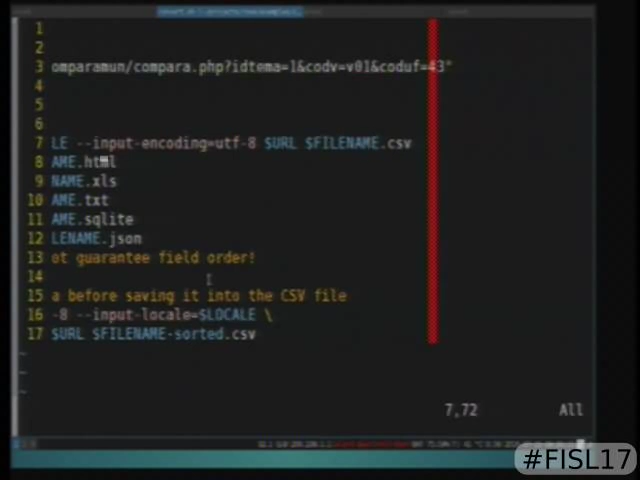 1
2
3 omparamun/compara.php?idtema=1&codv=v01&coduf=43"
4
5
6
7 LE --input-encoding=utf-8 $URL $FILENAME.csv
8 AME.html
9 NAME.xls
10 AME.txt
11 AME.sqlite
12 LENAME.json
13 ot guarantee field order!
14
15 a before saving it into the CSV file
16 -8 --input-locale=$LOCALE \
17 $URL $FILENAME-sorted.csv
~
~
~
7,72 All
#FISL17